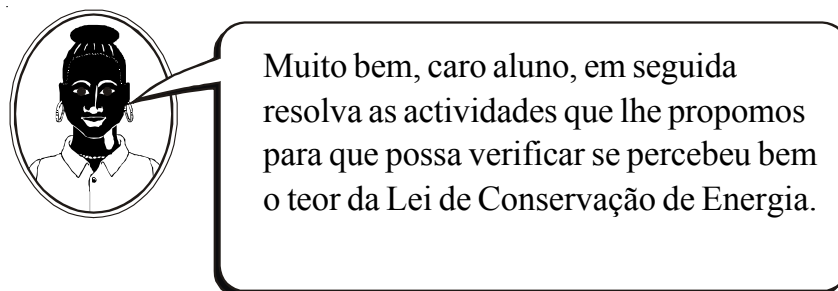 Muito bem, caro aluno, em seguida
resolva as actividades que lhe propomos
para que possa verificar se percebeu bem
o teor da Lei de Conservação de Energia.